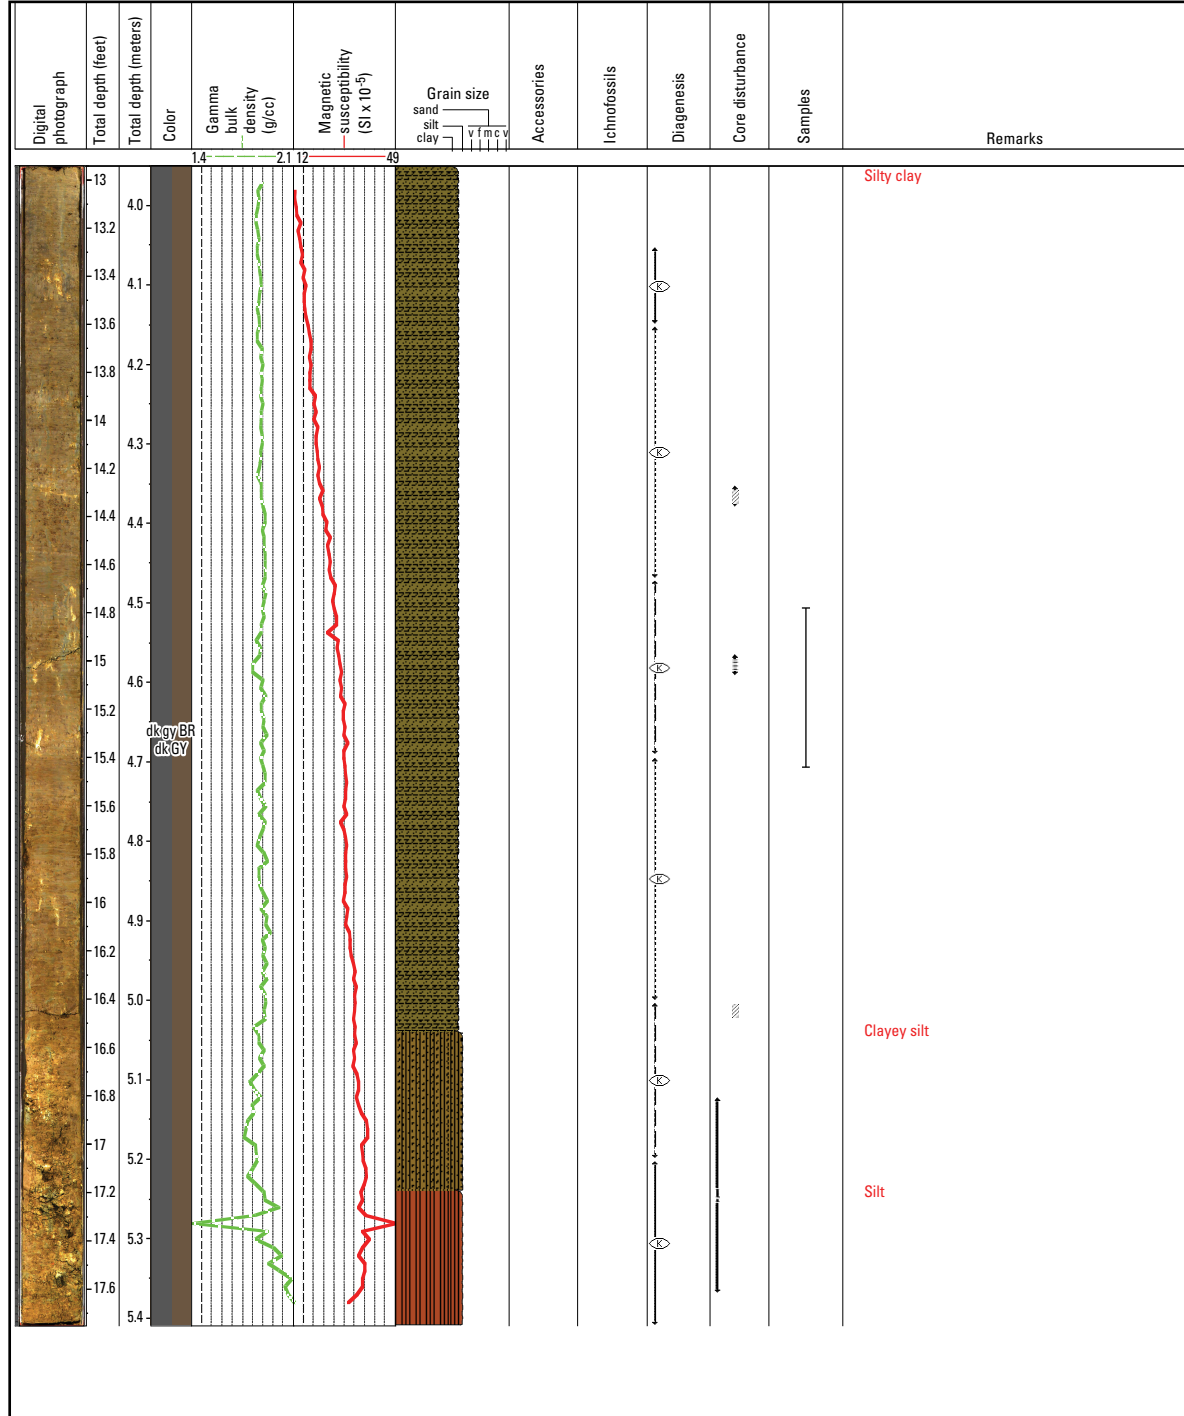 Digital photograph
Total depth (feet)
Total depth (meters)
Color
Gamma bulk density (g/cc)
Magnetic susceptibility (SI x 10-5)
Grain size
sand
silt
clay
v f m c v
Accessories
Ichnofossils
Diagenesis
Core disturbance
Samples
Remarks
1.4 2.1 12 49
Silty clay
13
4.0
13.2
13.4
4.1
K
13.6
4.2
13.8
14
4.3
K
14.2
14.4
4.4
14.6
4.5
14.8
15
K
4.6
15.2
dk gy BR
dk GY
15.4
4.7
15.6
4.8
15.8
K
16
4.9
16.2
16.4
5.0
Clayey silt
16.6
5.1
K
16.8
17
5.2
17.2
Silt
5.3
17.4
K
17.6
5.4